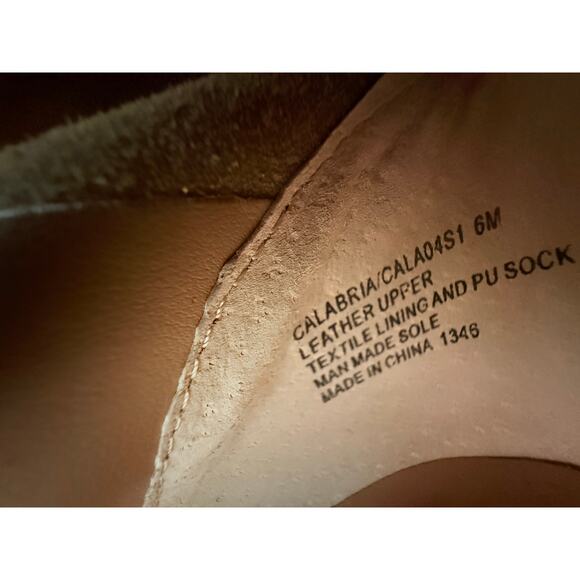 CALABRIA/CALA04S1 6M
LEATHER UPPER
TEXTILE LINING AND PU SOCK
MAN MADE SOLE
MADE IN CHINA 1346